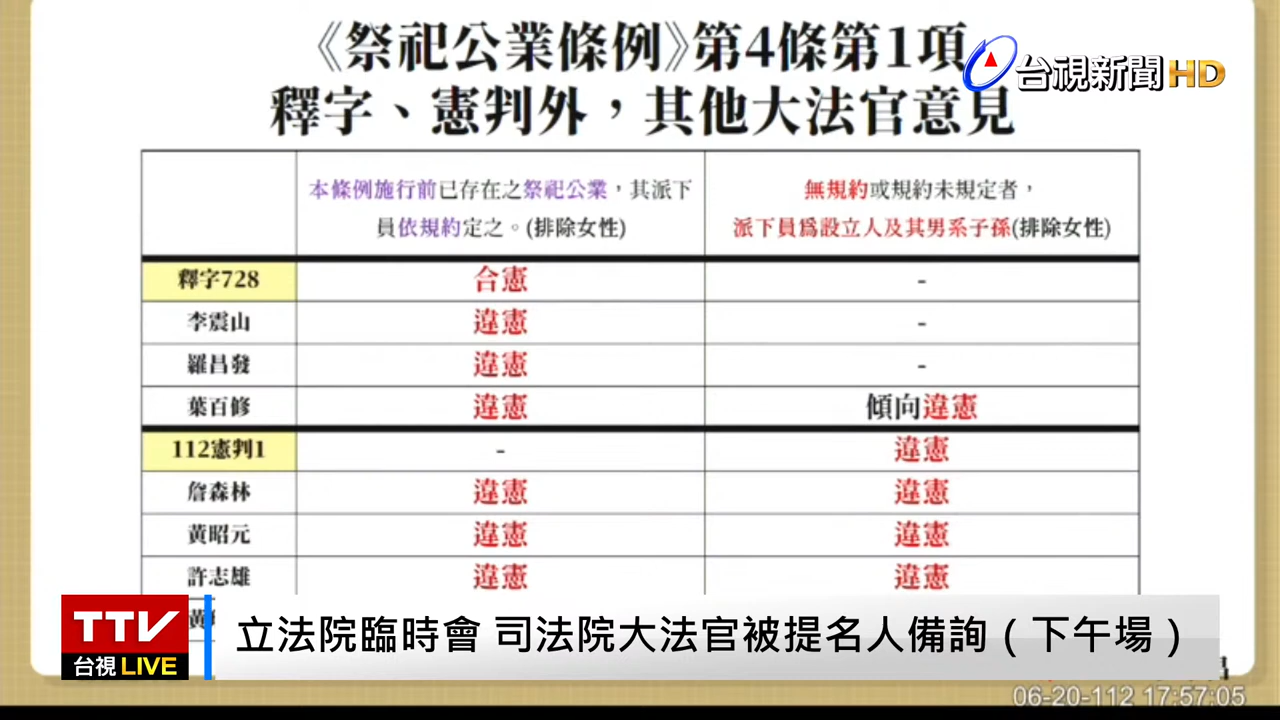 《祭祀公業條例》第4條第1項
釋字、憲判外，其他大法官意見
台視新聞HD
本條例施行前已存在之祭祀公業，其派下
員依規約定之。(排除女性)
無規約或規約未規定者，
派下員為設立人及其男系子孫(排除女性)
釋字728 合憲 -
李震山 違憲 -
羅昌發 違憲 -
葉百修 違憲 傾向違憲
112憲判1 - 違憲
詹森林 違憲 違憲
黃昭元 違憲 違憲
許志雄 違憲 違憲
黃
TTV
台視LIVE
立法院臨時會 司法院大法官被提名人備詢（下午場）
06-20-112 17:57:05